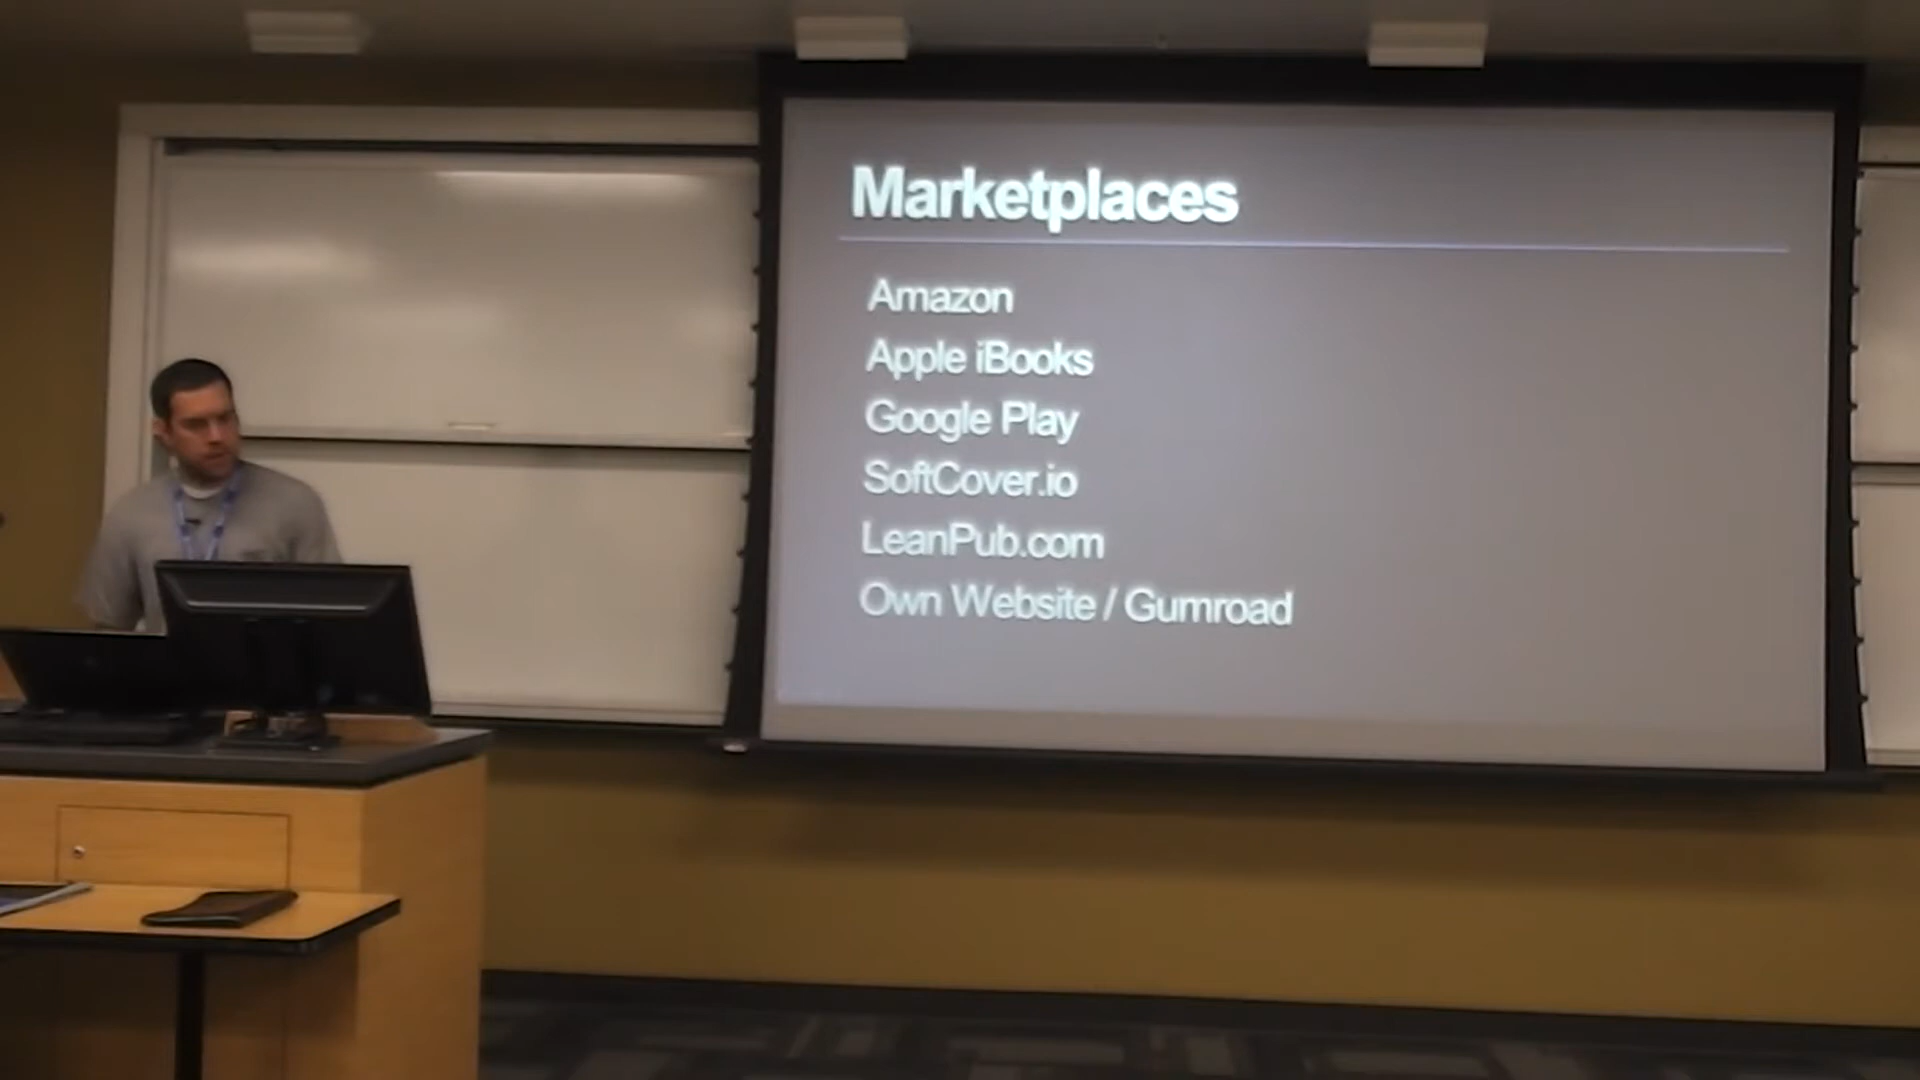 Marketplaces
Amazon
Apple iBooks
Google Play
SoftCover.io
LeanPub.com
Own Website / Gumroad